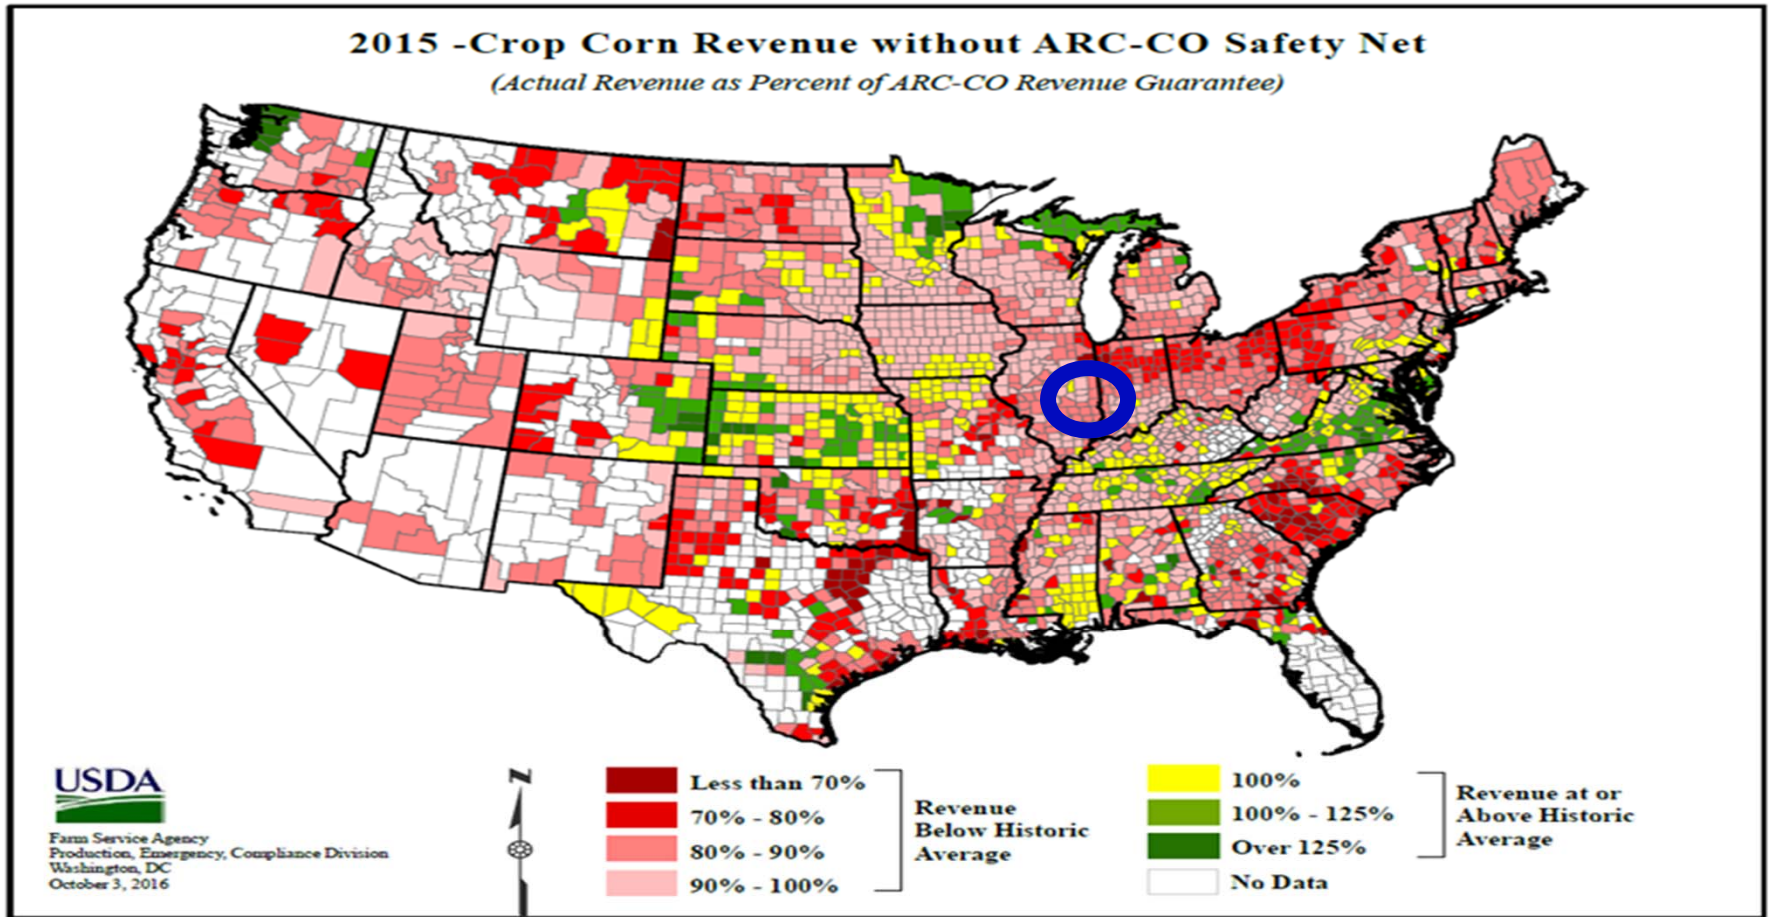 2015 -Crop Corn Revenue without ARC-CO Safety Net
(Actual Revenue as Percent of ARC-CO Revenue Guarantee)
USDA
Farm Service Agency
Production, Emergency, Compliance Division
Washington, DC
October 3, 2016
N
Less than 70%
70% - 80%
80% - 90%
90% - 100%
Revenue
Below Historic
Average
100%
100% - 125%
Over 125%
No Data
Revenue at or
Above Historic
Average